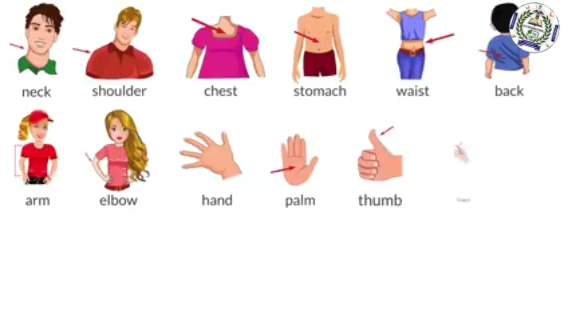 neck shoulder chest stomach waist back
arm elbow hand palm thumb